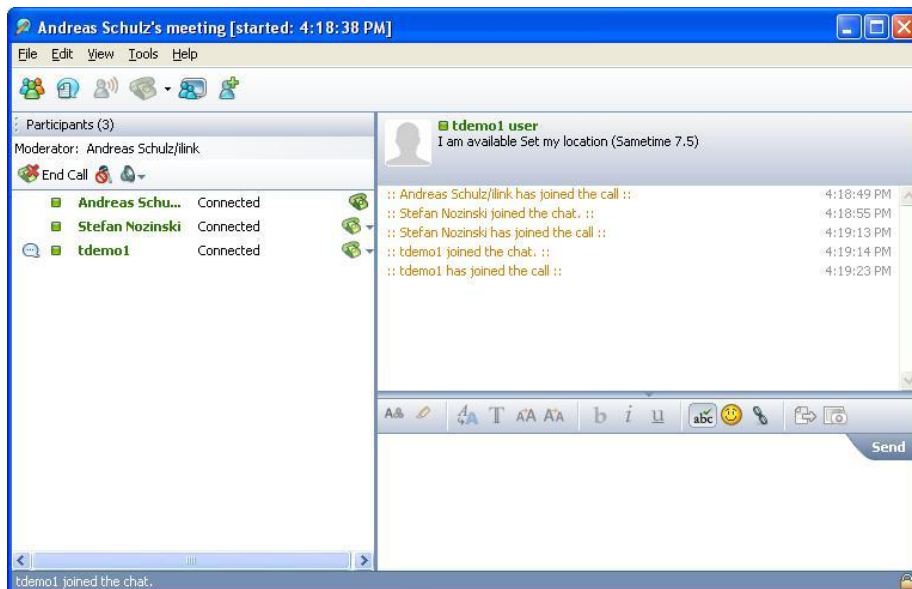 Andreas Schulz's meeting [started: 4:18:38 PM]
File Edit View Tools Help
Participants (3)
Moderator: Andreas Schulz/ilink
End Call
Andreas Schu... Connected
Stefan Nozinski Connected
tdemo1 Connected
tdemo1 user
I am available Set my location (Sametime 7.5)
:: Andreas Schulz/ilink has joined the call :: 4:18:49 PM
:: Stefan Nozinski joined the chat. :: 4:18:55 PM
:: Stefan Nozinski has joined the call :: 4:19:13 PM
:: tdemo1 joined the chat. :: 4:19:14 PM
:: tdemo1 has joined the call :: 4:19:23 PM
A& A T AA AA b i u abc
Send
tdemo1 joined the chat.